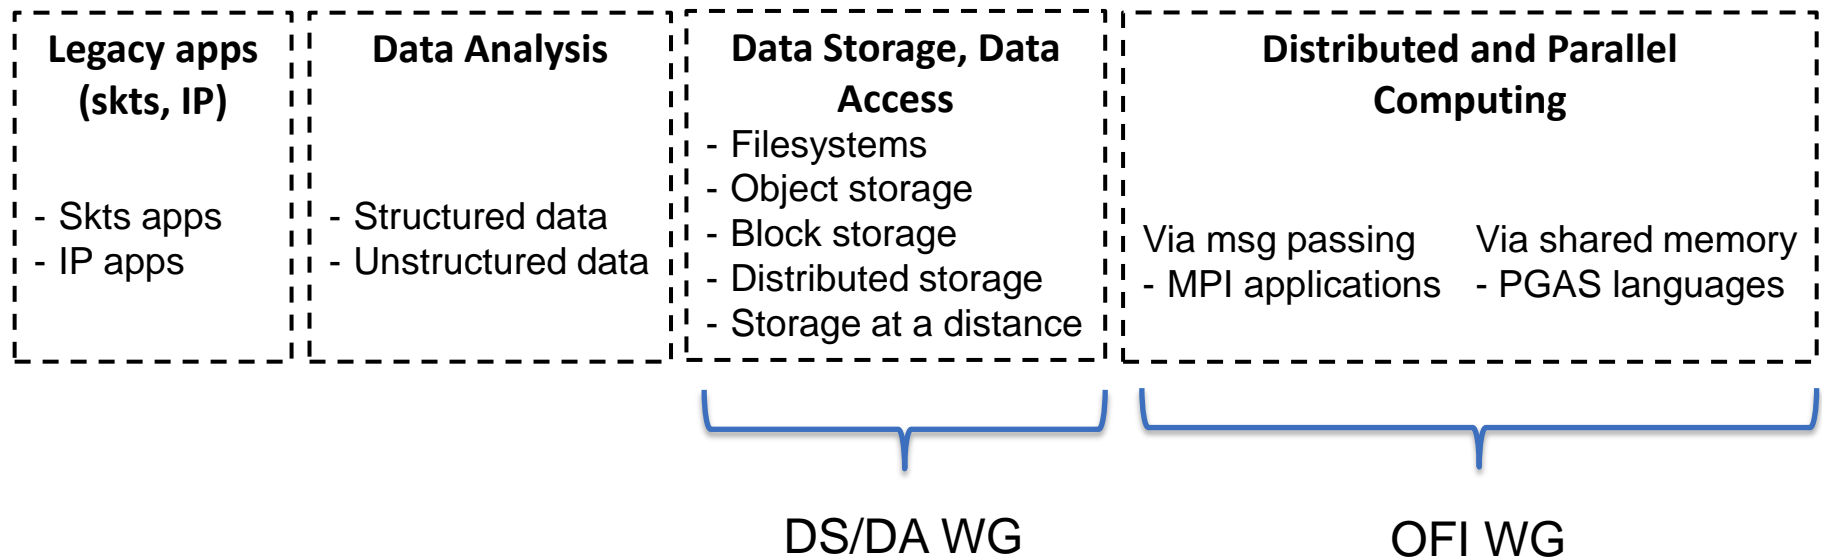 Legacy apps
(skts, IP)
- Skts apps
- IP apps
Data Analysis
- Structured data
- Unstructured data
Data Storage, Data
Access
- Filesystems
- Object storage
- Block storage
- Distributed storage
- Storage at a distance
Distributed and Parallel
Computing
Via msg passing
- MPI applications
Via shared memory
- PGAS languages
DS/DA WG
OFI WG